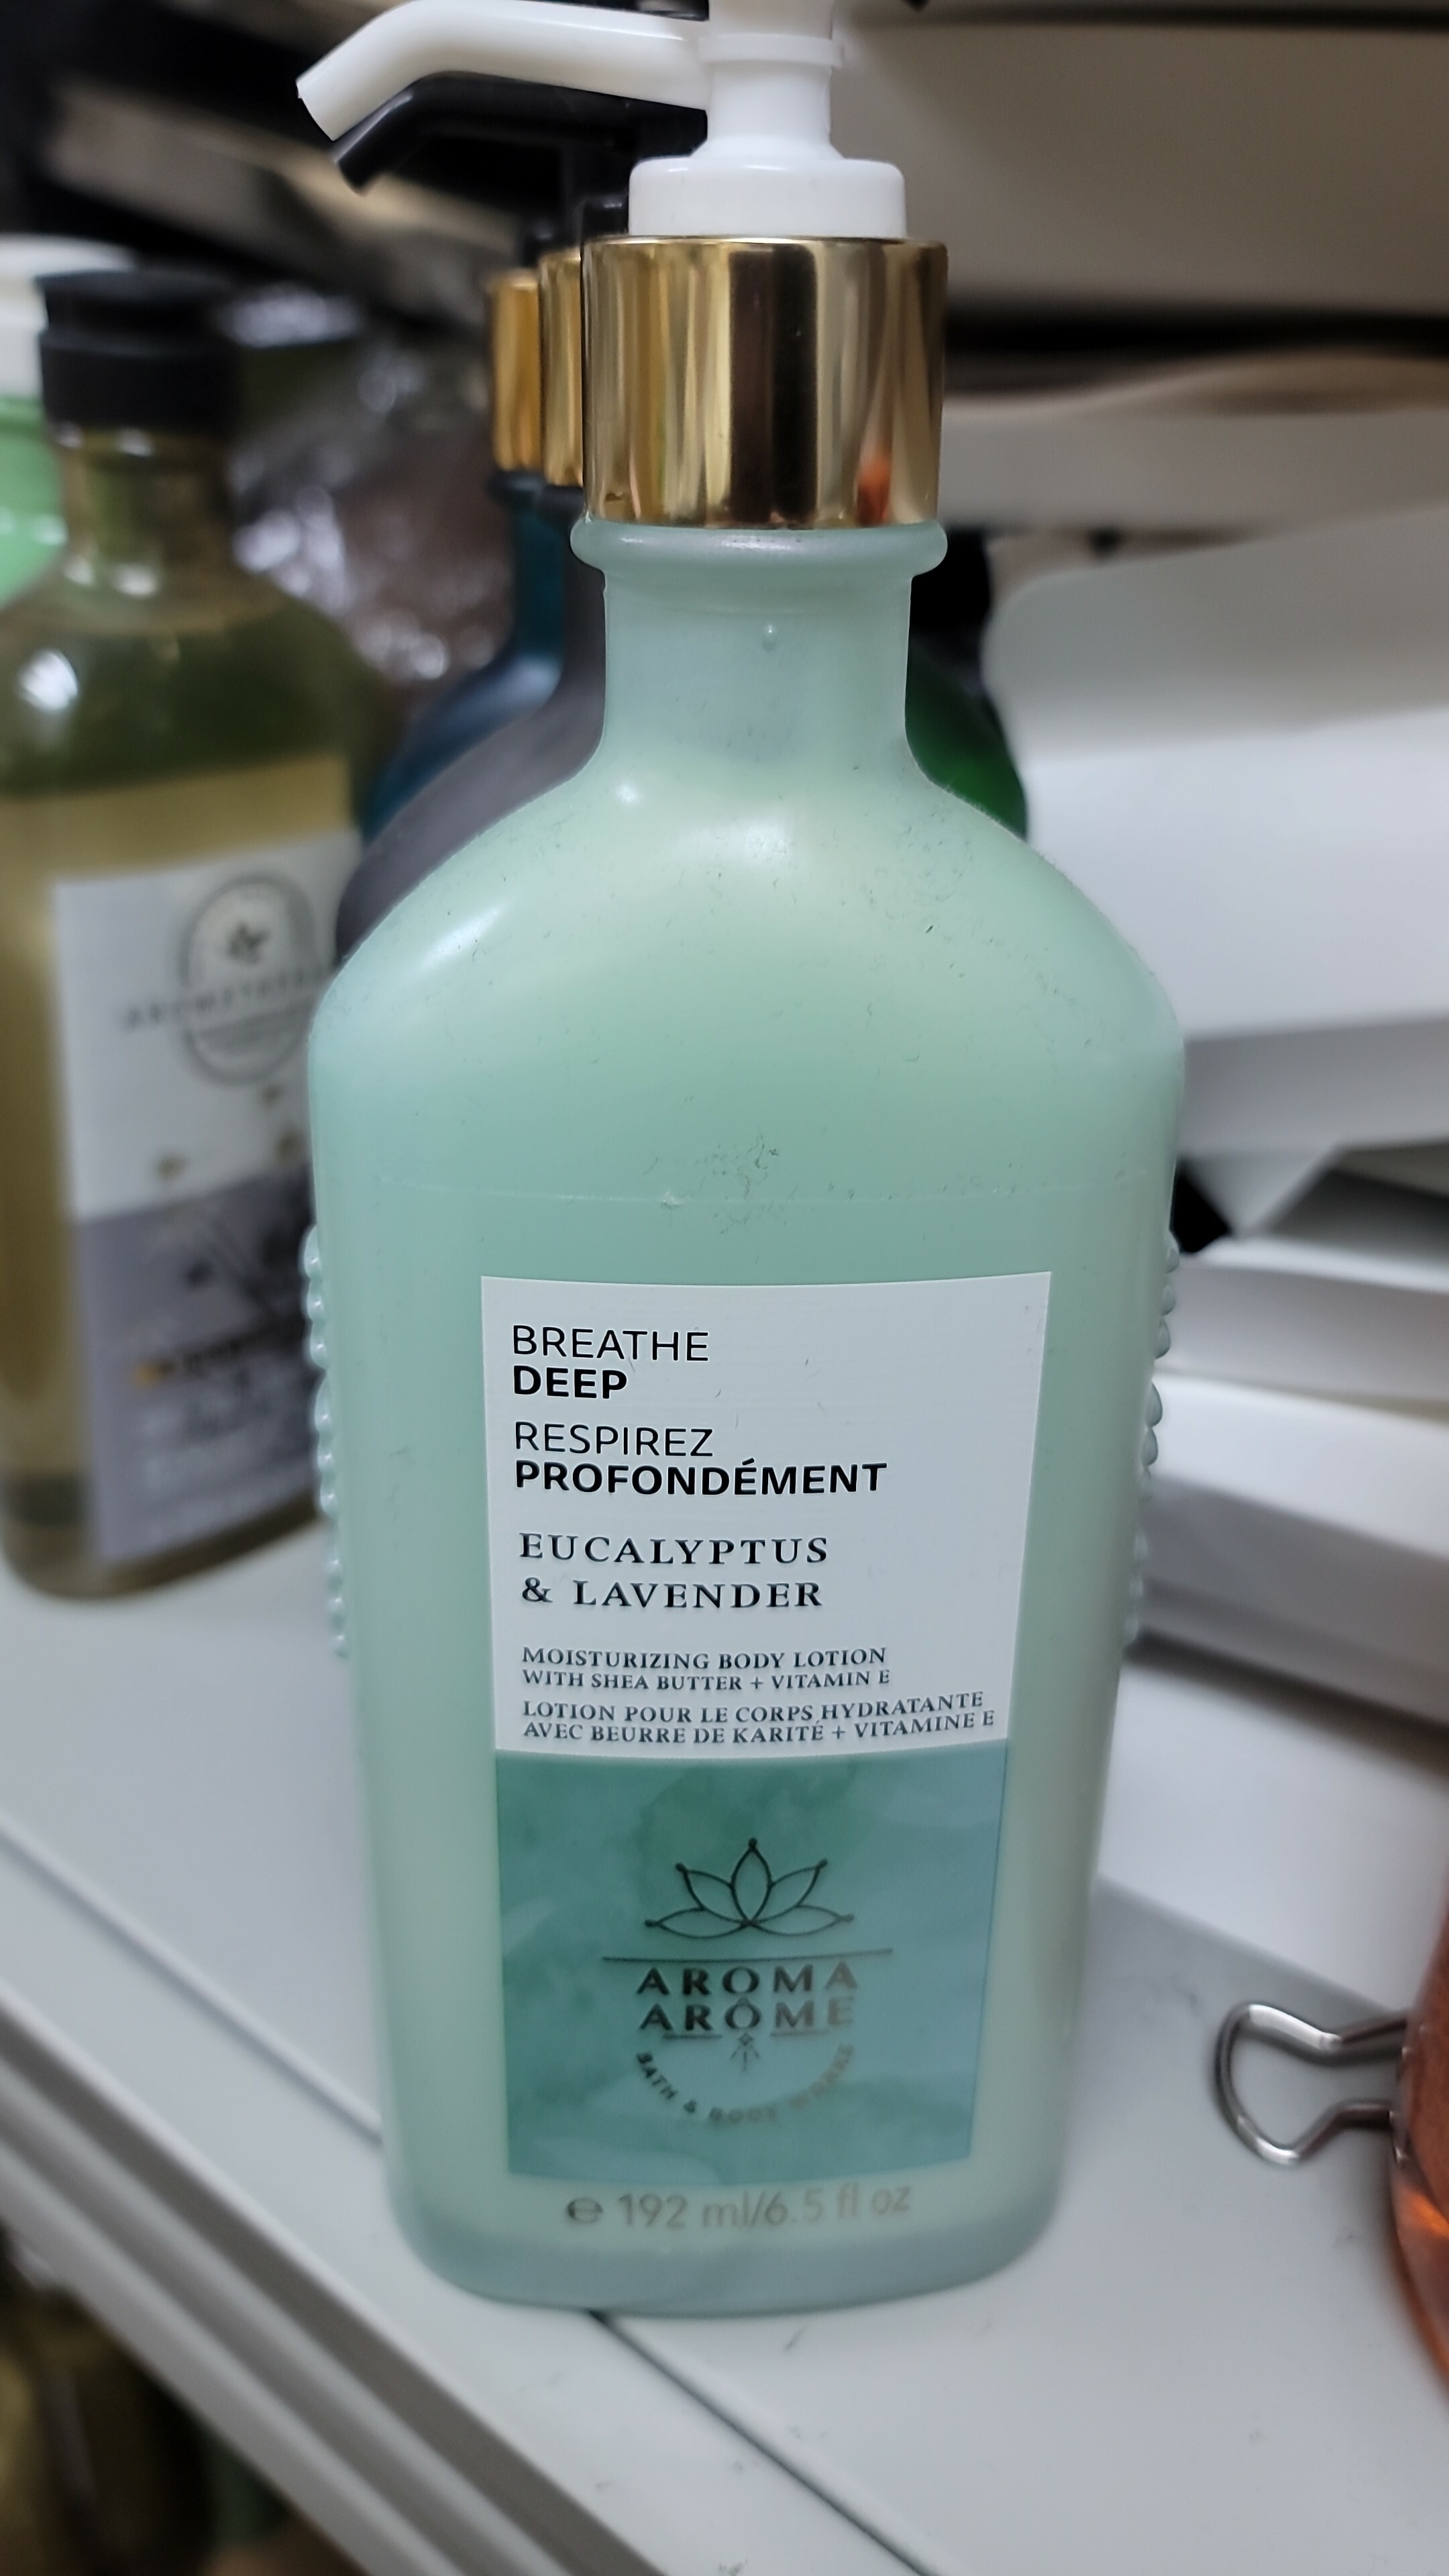 BREATHE
DEEP
RESPIREZ
PROFONDÉMENT
EUCALYPTUS
& LAVENDER
MOISTURIZING BODY LOTION
WITH SHEA BUTTER + VITAMIN E
LOTION POUR LE CORPS HYDRATANTE
AVEC BEURRE DE KARITÉ + VITAMINE E
AROMA
ARÔME
BATH & BODY WORKS
℮ 192 ml/6.5 fl oz